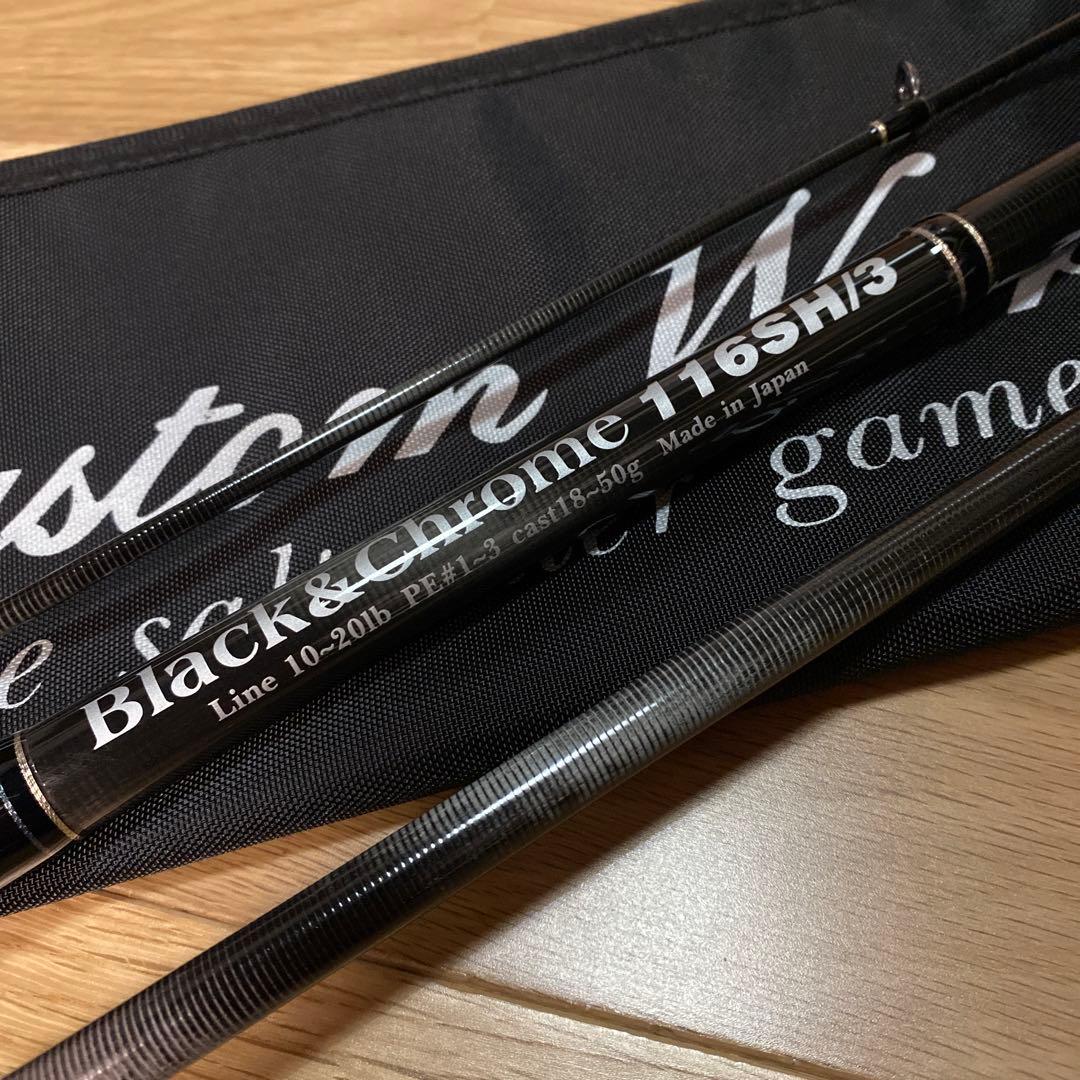 Black&Chrome 116SH/3
Line 10~20lb PE#1~3 cast18~50g Made in Japan
game